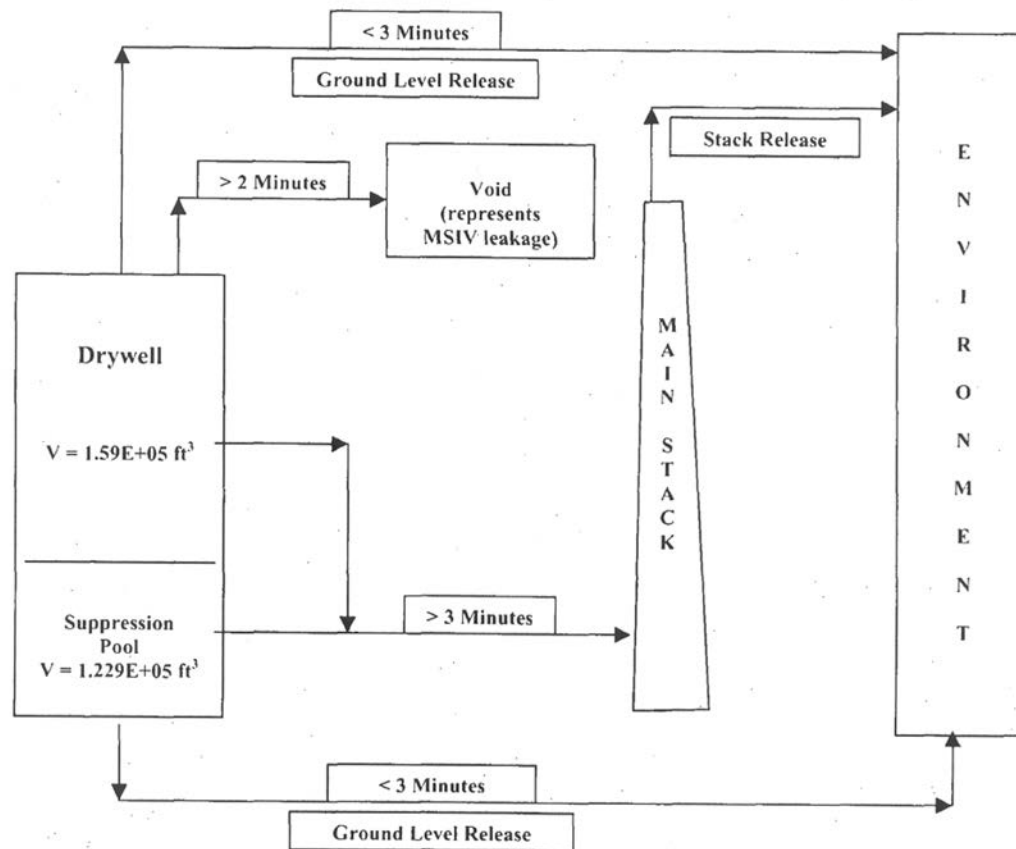 < 3 Minutes
Ground Level Release
Stack Release
> 2 Minutes
Void
(represents
MSIV leakage)
Drywell
V = 1.59E+05 ft³
Suppression
Pool
V = 1.229E+05 ft³
> 3 Minutes
M
A
I
N
S
T
A
C
K
E
N
V
I
R
O
N
M
E
N
T
< 3 Minutes
Ground Level Release